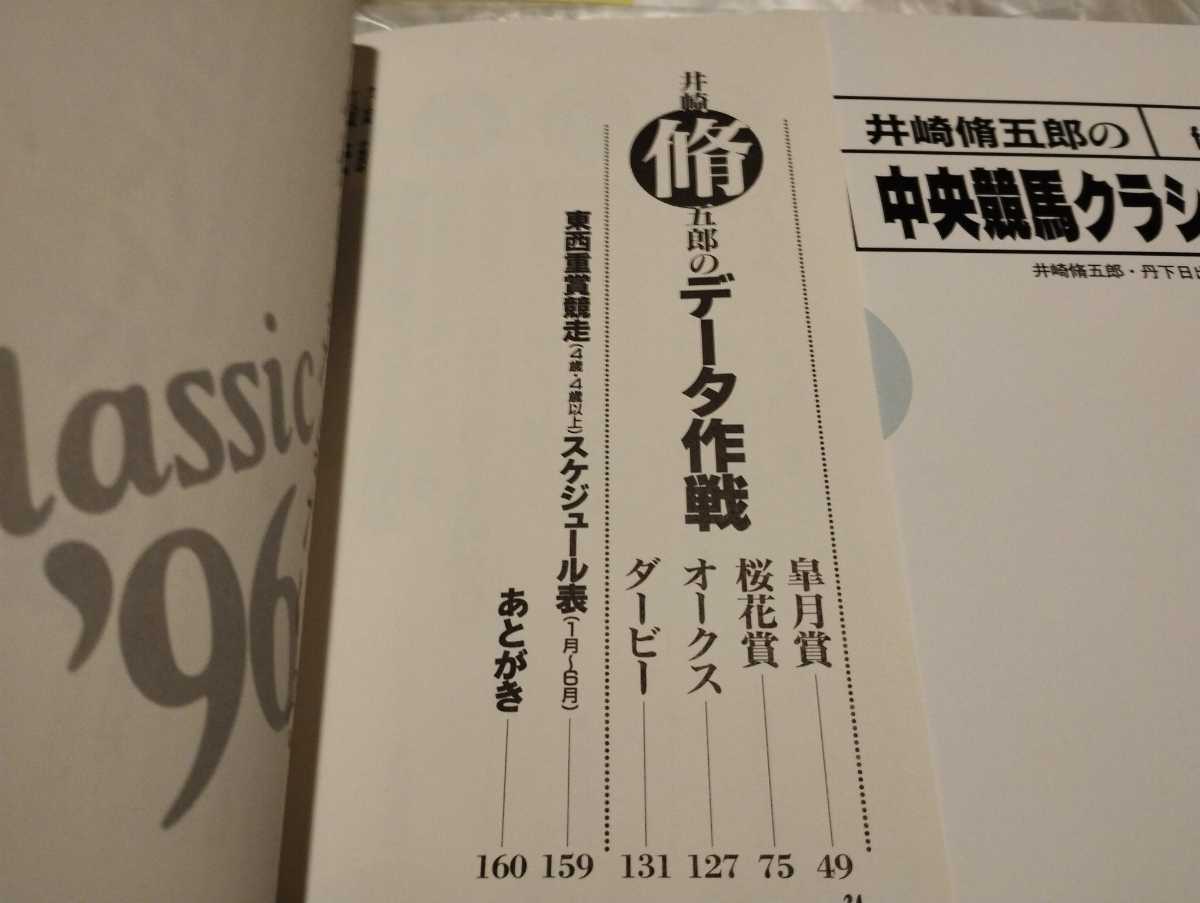 井崎脩五郎の
中央競馬クラシ
井崎脩五郎・丹下日出
井崎脩五郎のデータ作戦
皐月賞 49
桜花賞 75
オークス 127
ダービー 131
東西重賞競走(4歳・4歳以上)スケジュール表(1月〜6月) 159
あとがき 160
lassic
’96